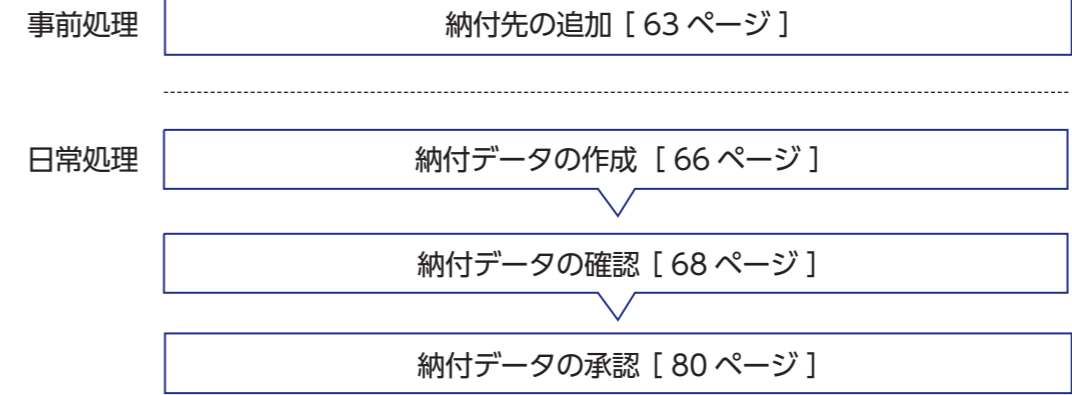 事前処理
納付先の追加 [ 63 ページ ]
日常処理
納付データの作成 [ 66 ページ ]
納付データの確認 [ 68 ページ ]
納付データの承認 [ 80 ページ ]